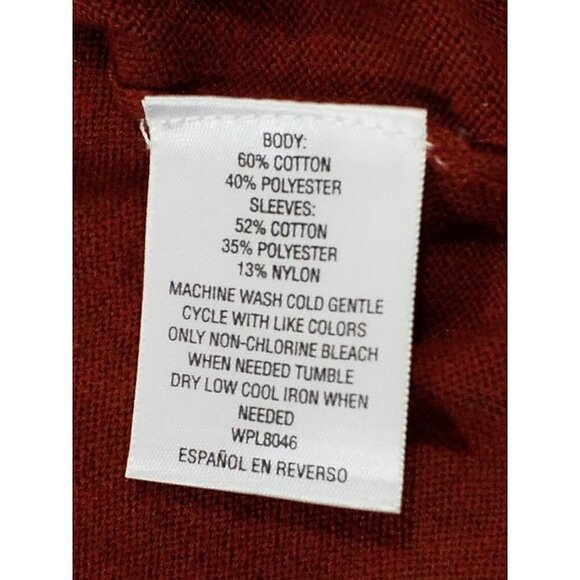 BODY:
60% COTTON
40% POLYESTER
SLEEVES:
52% COTTON
35% POLYESTER
13% NYLON
MACHINE WASH COLD GENTLE
CYCLE WITH LIKE COLORS
ONLY NON-CHLORINE BLEACH
WHEN NEEDED TUMBLE
DRY LOW COOL IRON WHEN
NEEDED
WPL8046
ESPAÑOL EN REVERSO